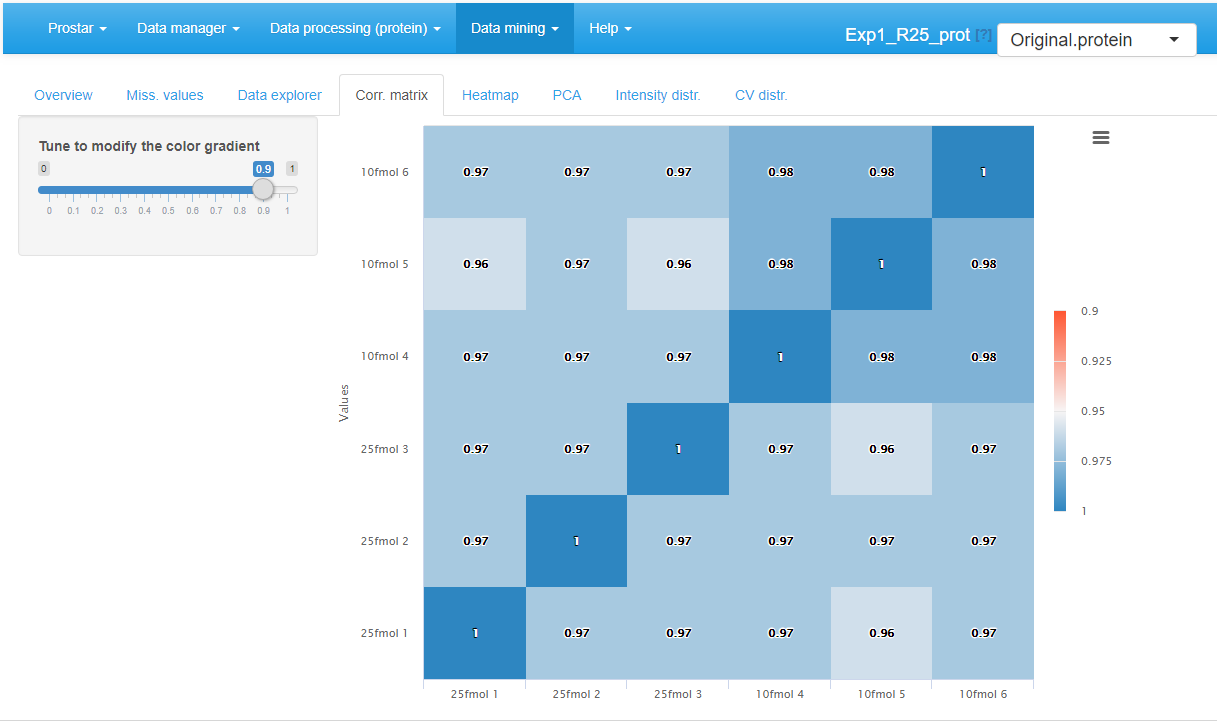 Prostar Data manager Data processing (protein) Data mining Help Exp1_R25_prot [?] Original.protein
Overview Miss. values Data explorer Corr. matrix Heatmap PCA Intensity distr. CV distr.
Tune to modify the color gradient
0 0.9 1
0 0.1 0.2 0.3 0.4 0.5 0.6 0.7 0.8 0.9 1
Values
10fmol 6 0.97 0.97 0.97 0.98 0.98 1
10fmol 5 0.96 0.97 0.96 0.98 1 0.98
10fmol 4 0.97 0.97 0.97 1 0.98 0.98
25fmol 3 0.97 0.97 1 0.97 0.96 0.97
25fmol 2 0.97 1 0.97 0.97 0.97 0.97
25fmol 1 1 0.97 0.97 0.97 0.96 0.97
25fmol 1 25fmol 2 25fmol 3 10fmol 4 10fmol 5 10fmol 6
0.9
0.925
0.95
0.975
1